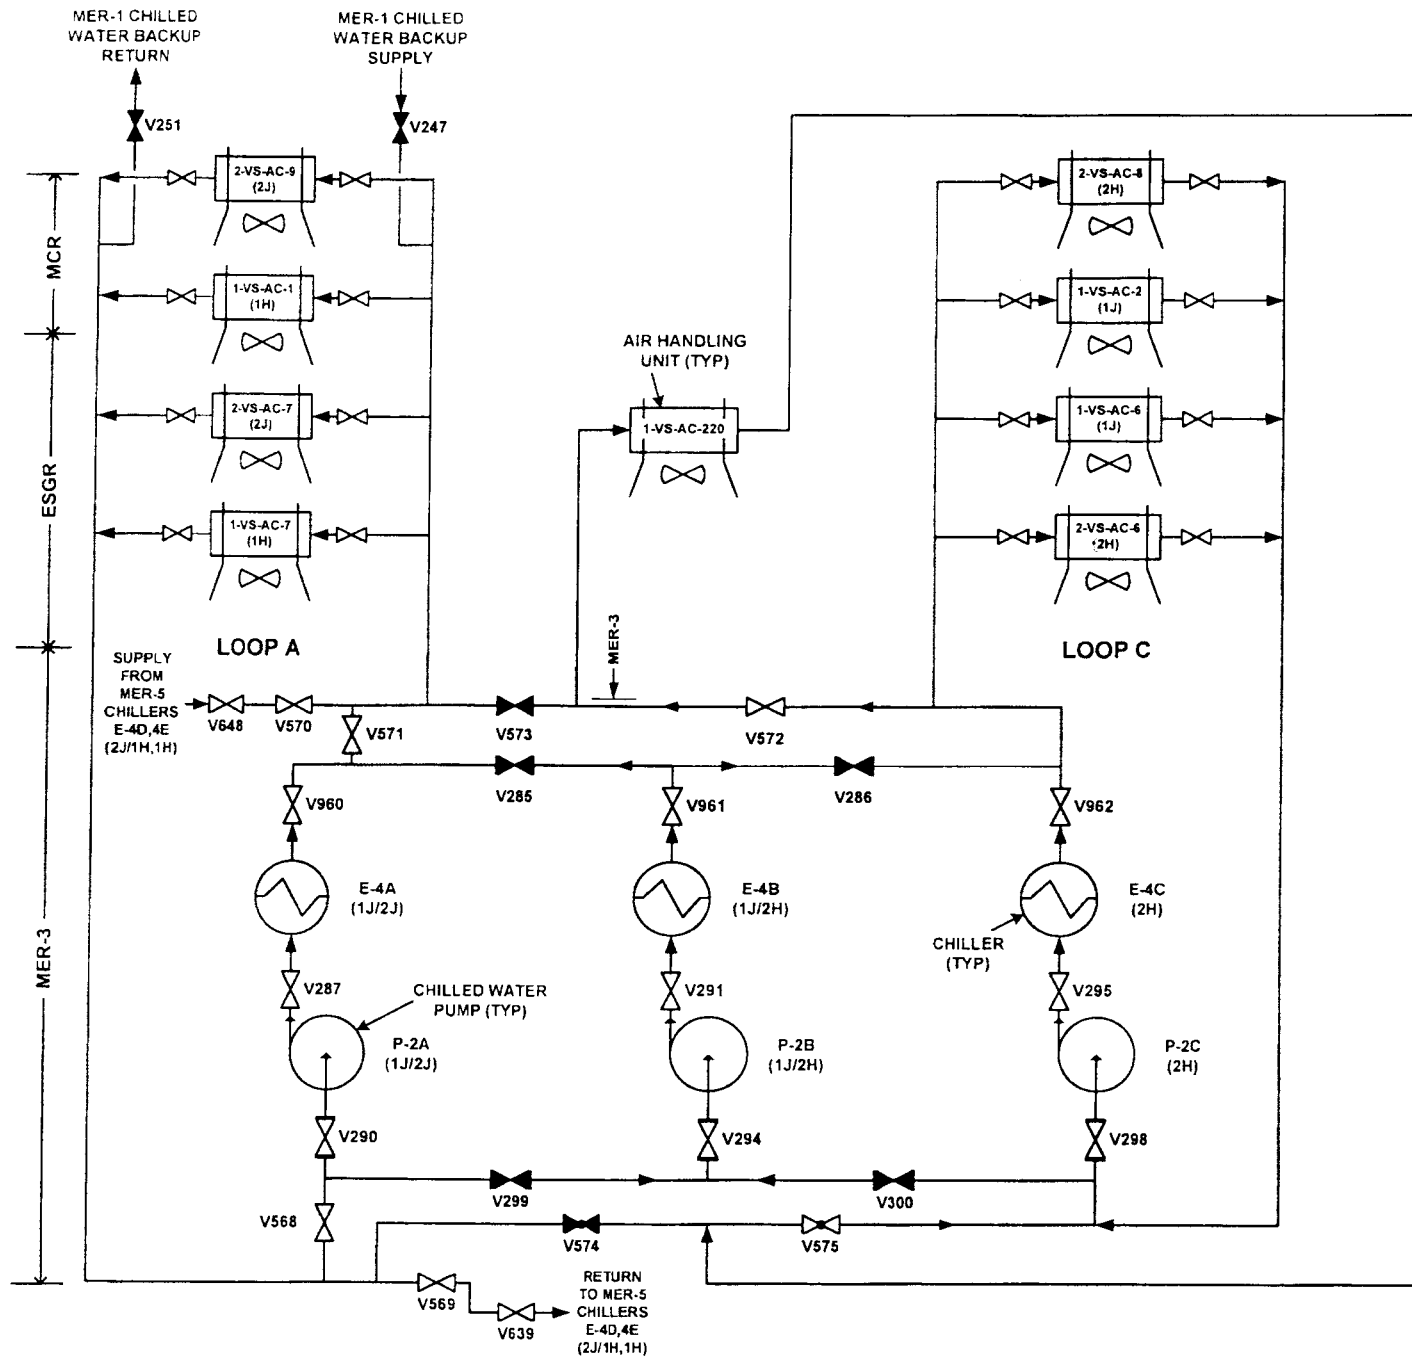 MER-1 CHILLED
WATER BACKUP
RETURN
MER-1 CHILLED
WATER BACKUP
SUPPLY
V251
V247
2-VS-AC-9
(2J)
2-VS-AC-8
(2H)
MCR
1-VS-AC-1
(1H)
1-VS-AC-2
(1J)
AIR HANDLING
UNIT (TYP)
2-VS-AC-7
(2J)
1-VS-AC-220
1-VS-AC-6
(1J)
ESGR
1-VS-AC-7
(1H)
2-VS-AC-6
(2H)
LOOP A
MER-3
LOOP C
SUPPLY
FROM
MER-5
CHILLERS
E-4D,4E
(2J/1H,1H)
V648
V570
V571
V573
V572
V285
V286
V960
V961
V962
E-4A
(1J/2J)
E-4B
(1J/2H)
E-4C
(2H)
CHILLER
(TYP)
MER-3
V287
V291
V295
CHILLED WATER
PUMP (TYP)
P-2A
(1J/2J)
P-2B
(1J/2H)
P-2C
(2H)
V290
V294
V298
V299
V300
V568
V574
V575
V569
V639
RETURN
TO MER-5
CHILLERS
E-4D,4E
(2J/1H,1H)